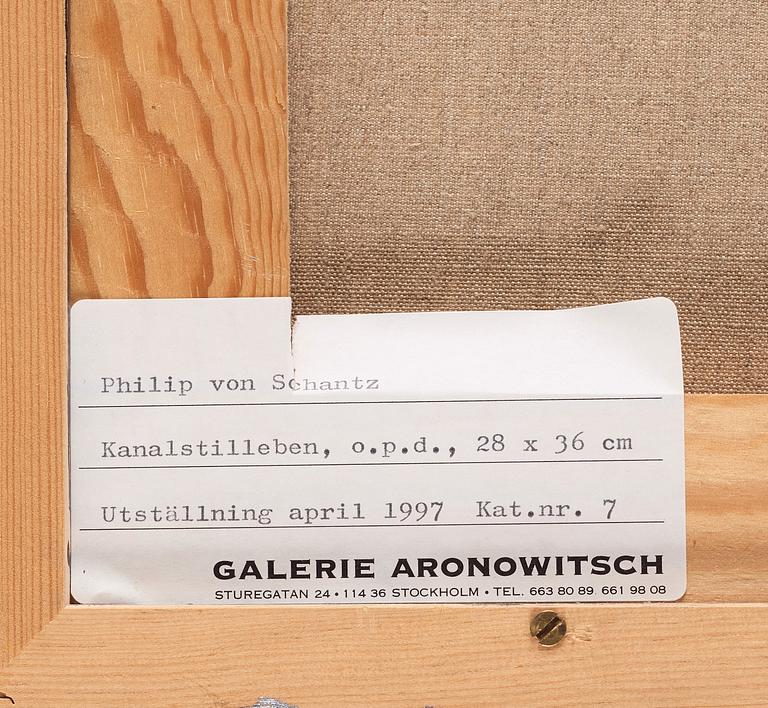 Philip von Schantz
Kanalstilleben, o.p.d., 28 x 36 cm
Utställning april 1997 Kat.nr. 7
GALERIE ARONOWITSCH
STUREGATAN 24 • 114 36 STOCKHOLM • TEL. 663 80 89. 661 98 08